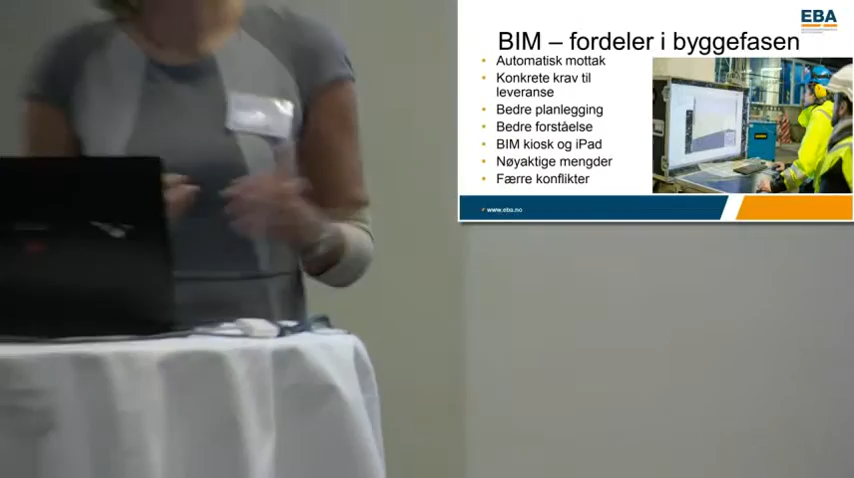 EBA
BIM – fordeler i byggefasen
• Automatisk mottak
• Konkrete krav til
leveranse
• Bedre planlegging
• Bedre forståelse
• BIM kiosk og iPad
• Nøyaktige mengder
• Færre konflikter
www.eba.no